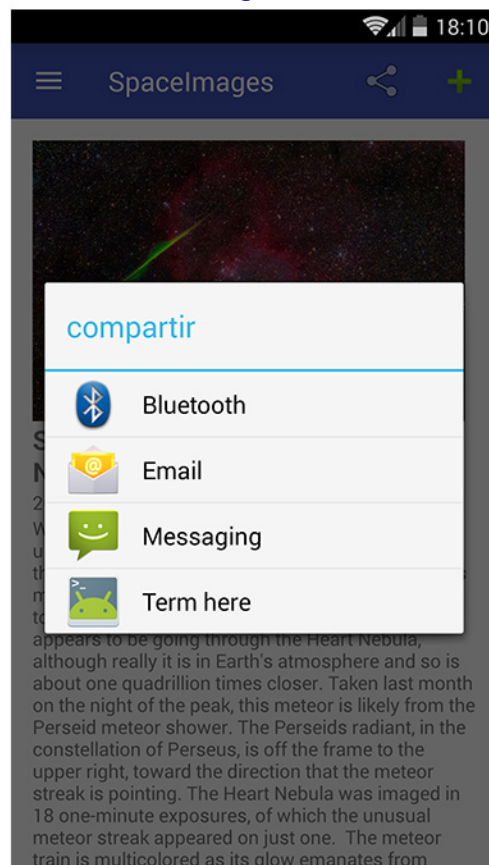 18:10
SpaceImages
compartir
Bluetooth
Email
Messaging
Term here
appears to be going through the Heart Nebula,
although really it is in Earth's atmosphere and so is
about one quadrillion times closer. Taken last month
on the night of the peak, this meteor is likely from the
Perseid meteor shower. The Perseids radiant, in the
constellation of Perseus, is off the frame to the
upper right, toward the direction that the meteor
streak is pointing. The Heart Nebula was imaged in
18 one-minute exposures, of which the unusual
meteor streak appeared on just one. The meteor
train is multicolored as its glow emanates from